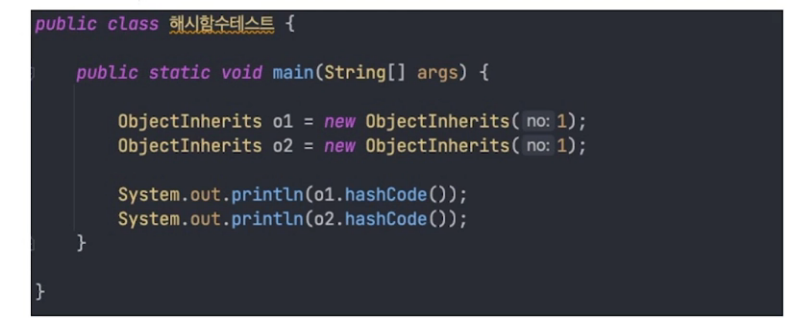 public class 해시함수테스트 {
public static void main(String[] args) {
ObjectInherits o1 = new ObjectInherits( no: 1);
ObjectInherits o2 = new ObjectInherits( no: 1);
System.out.println(o1.hashCode());
System.out.println(o2.hashCode());
}
}